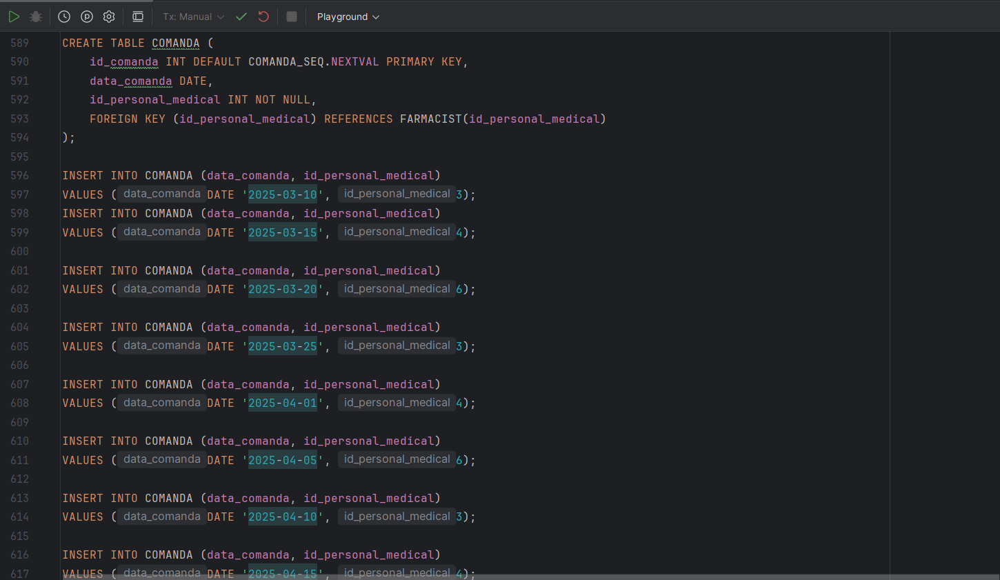 Tx: Manual Playground
589 CREATE TABLE COMANDA (
590 id_comanda INT DEFAULT COMANDA_SEQ.NEXTVAL PRIMARY KEY,
591 data_comanda DATE,
592 id_personal_medical INT NOT NULL,
593 FOREIGN KEY (id_personal_medical) REFERENCES FARMACIST(id_personal_medical)
594 );
595
596 INSERT INTO COMANDA (data_comanda, id_personal_medical)
597 VALUES ( data_comanda DATE '2025-03-10', id_personal_medical 3);
598 INSERT INTO COMANDA (data_comanda, id_personal_medical)
599 VALUES ( data_comanda DATE '2025-03-15', id_personal_medical 4);
600
601 INSERT INTO COMANDA (data_comanda, id_personal_medical)
602 VALUES ( data_comanda DATE '2025-03-20', id_personal_medical 6);
603
604 INSERT INTO COMANDA (data_comanda, id_personal_medical)
605 VALUES ( data_comanda DATE '2025-03-25', id_personal_medical 3);
606
607 INSERT INTO COMANDA (data_comanda, id_personal_medical)
608 VALUES ( data_comanda DATE '2025-04-01', id_personal_medical 4);
609
610 INSERT INTO COMANDA (data_comanda, id_personal_medical)
611 VALUES ( data_comanda DATE '2025-04-05', id_personal_medical 6);
612
613 INSERT INTO COMANDA (data_comanda, id_personal_medical)
614 VALUES ( data_comanda DATE '2025-04-10', id_personal_medical 3);
615
616 INSERT INTO COMANDA (data_comanda, id_personal_medical)
617 VALUES ( data_comanda DATE '2025-04-15', id_personal_medical 4);